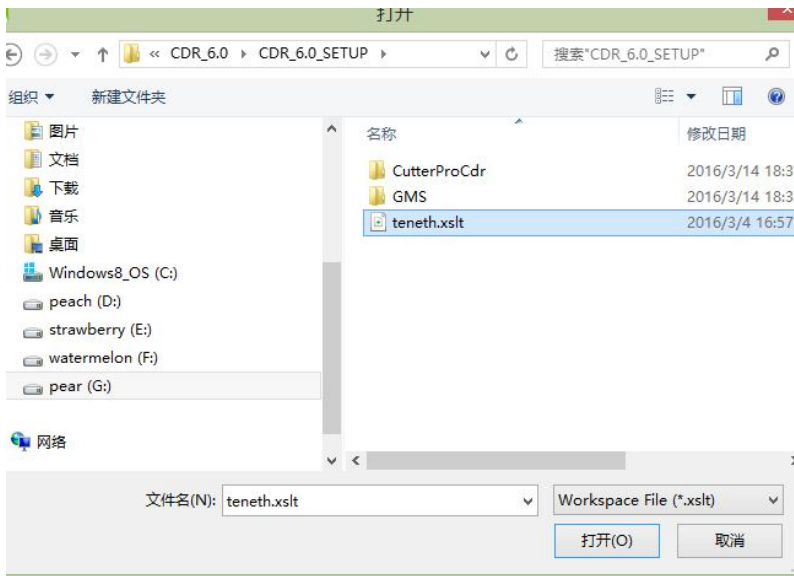 打开
« CDR_6.0 CDR_6.0_SETUP
搜索"CDR_6.0_SETUP"
组织 新建文件夹
图片
文档
下载
音乐
桌面
Windows8_OS (C:)
peach (D:)
strawberry (E:)
watermelon (F:)
pear (G:)
网络
名称 修改日期
CutterProCdr 2016/3/14 18:3
GMS 2016/3/14 18:3
teneth.xslt 2016/3/4 16:57
文件名(N): teneth.xslt Workspace File (*.xslt)
打开(O) 取消